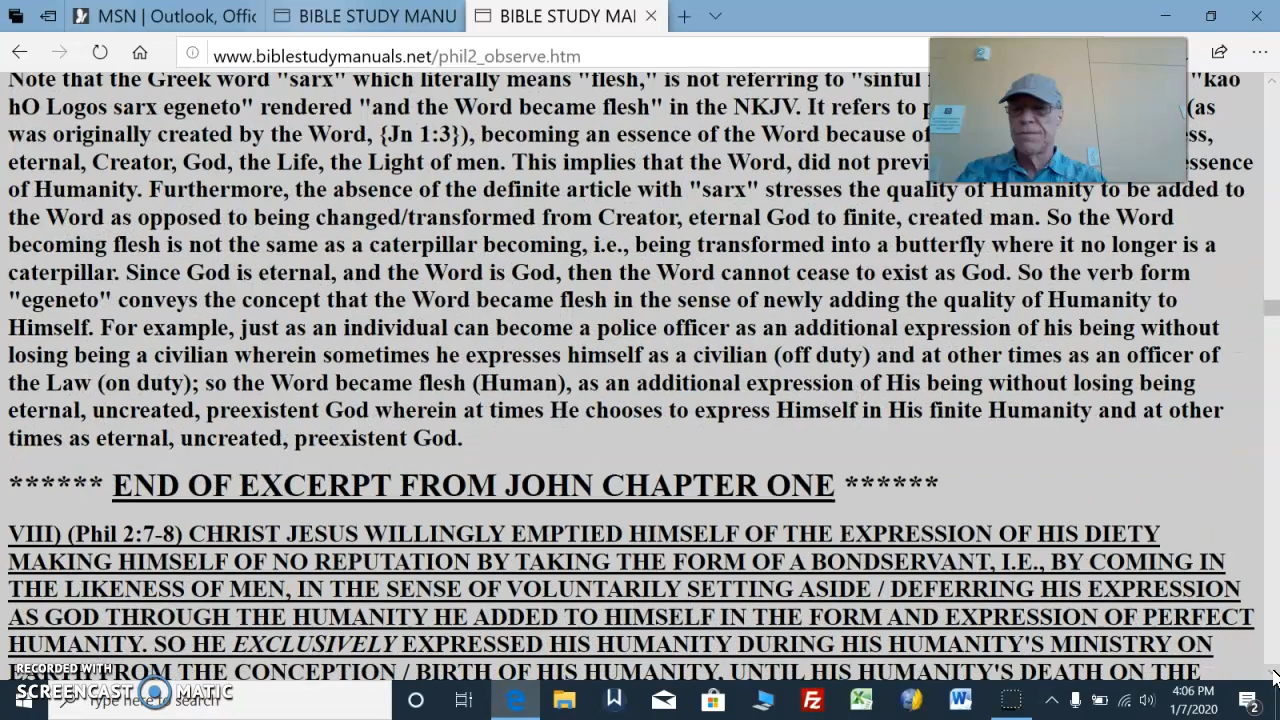 MSN | Outlook, Offic
BIBLE STUDY MANU
BIBLE STUDY MAI
www.biblestudymanuals.net/phil2_observe.htm
Note that the Greek word "sarx" which literally means "flesh," is not referring to "sinful "kao
hO Logos sarx egeneto" rendered "and the Word became flesh" in the NKJV. It refers to p (as
was originally created by the Word, {Jn 1:3}), becoming an essence of the Word because of ss,
eternal, Creator, God, the Life, the Light of men. This implies that the Word, did not previ essence
of Humanity. Furthermore, the absence of the definite article with "sarx" stresses the quality of Humanity to be added to
the Word as opposed to being changed/transformed from Creator, eternal God to finite, created man. So the Word
becoming flesh is not the same as a caterpillar becoming, i.e., being transformed into a butterfly where it no longer is a
caterpillar. Since God is eternal, and the Word is God, then the Word cannot cease to exist as God. So the verb form
"egeneto" conveys the concept that the Word became flesh in the sense of newly adding the quality of Humanity to
Himself. For example, just as an individual can become a police officer as an additional expression of his being without
losing being a civilian wherein sometimes he expresses himself as a civilian (off duty) and at other times as an officer of
the Law (on duty); so the Word became flesh (Human), as an additional expression of His being without losing being
eternal, uncreated, preexistent God wherein at times He chooses to express Himself in His finite Humanity and at other
times as eternal, uncreated, preexistent God.
****** END OF EXCERPT FROM JOHN CHAPTER ONE ******
VIII) (Phil 2:7-8) CHRIST JESUS WILLINGLY EMPTIED HIMSELF OF THE EXPRESSION OF HIS DIETY
MAKING HIMSELF OF NO REPUTATION BY TAKING THE FORM OF A BONDSERVANT, I.E., BY COMING IN
THE LIKENESS OF MEN, IN THE SENSE OF VOLUNTARILY SETTING ASIDE / DEFERRING HIS EXPRESSION
AS GOD THROUGH THE HUMANITY HE ADDED TO HIMSELF IN THE FORM AND EXPRESSION OF PERFECT
HUMANITY. SO HE EXCLUSIVELY EXPRESSED HIS HUMANITY DURING HIS HUMANITY'S MINISTRY ON
FROM THE CONCEPTION / BIRTH OF HIS HUMANITY, UNTIL HIS HUMANITY'S DEATH ON THE
RECORDED WITH
SCREENCAST MATIC
Type here to search
4:06 PM
1/7/2020
2